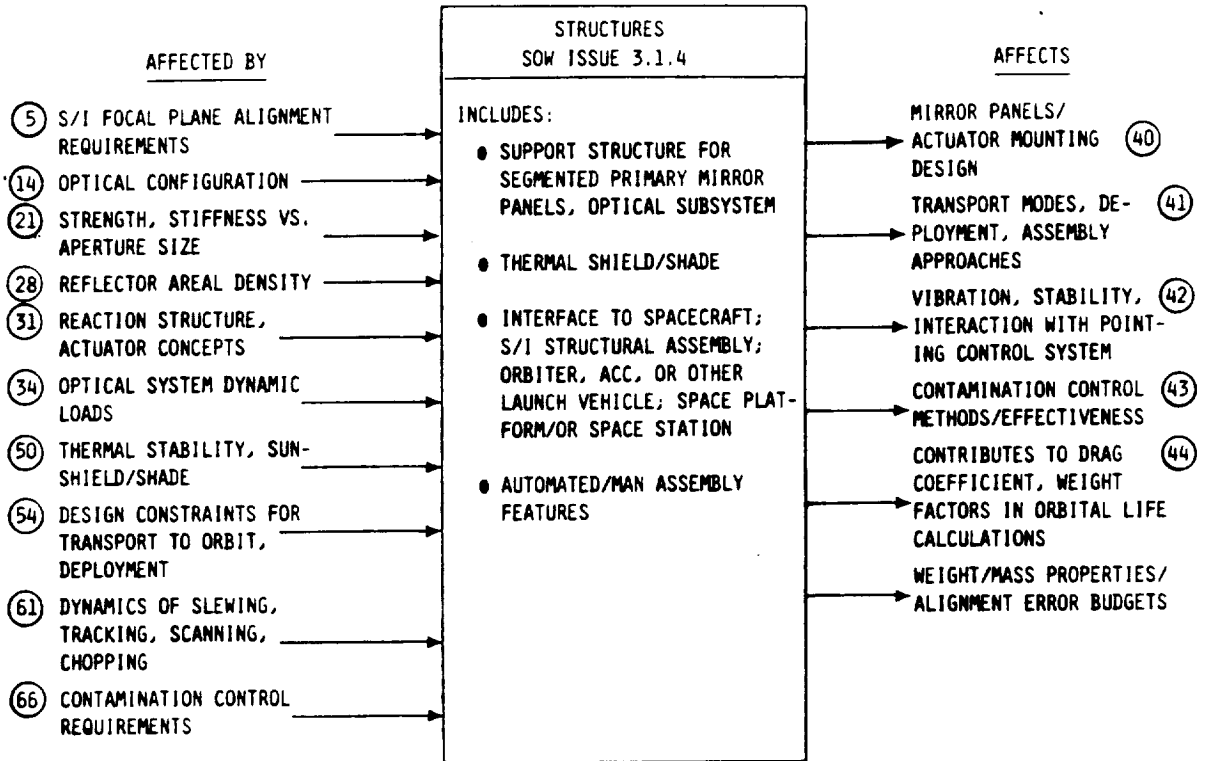 AFFECTED BY
5 S/I FOCAL PLANE ALIGNMENT
REQUIREMENTS
14 OPTICAL CONFIGURATION
21 STRENGTH, STIFFNESS VS.
APERTURE SIZE
28 REFLECTOR AREAL DENSITY
31 REACTION STRUCTURE,
ACTUATOR CONCEPTS
34 OPTICAL SYSTEM DYNAMIC
LOADS
50 THERMAL STABILITY, SUN-
SHIELD/SHADE
54 DESIGN CONSTRAINTS FOR
TRANSPORT TO ORBIT,
DEPLOYMENT
61 DYNAMICS OF SLEWING,
TRACKING, SCANNING,
CHOPPING
66 CONTAMINATION CONTROL
REQUIREMENTS
STRUCTURES
SOW ISSUE 3.1.4
INCLUDES:
● SUPPORT STRUCTURE FOR
SEGMENTED PRIMARY MIRROR
PANELS, OPTICAL SUBSYSTEM
● THERMAL SHIELD/SHADE
● INTERFACE TO SPACECRAFT;
S/I STRUCTURAL ASSEMBLY;
ORBITER, ACC, OR OTHER
LAUNCH VEHICLE; SPACE PLAT-
FORM/OR SPACE STATION
● AUTOMATED/MAN ASSEMBLY
FEATURES
AFFECTS
MIRROR PANELS/
ACTUATOR MOUNTING 40
DESIGN
TRANSPORT MODES, DE- 41
PLOYMENT, ASSEMBLY
APPROACHES
VIBRATION, STABILITY, 42
INTERACTION WITH POINT-
ING CONTROL SYSTEM
CONTAMINATION CONTROL 43
METHODS/EFFECTIVENESS
CONTRIBUTES TO DRAG 44
COEFFICIENT, WEIGHT
FACTORS IN ORBITAL LIFE
CALCULATIONS
WEIGHT/MASS PROPERTIES/
ALIGNMENT ERROR BUDGETS